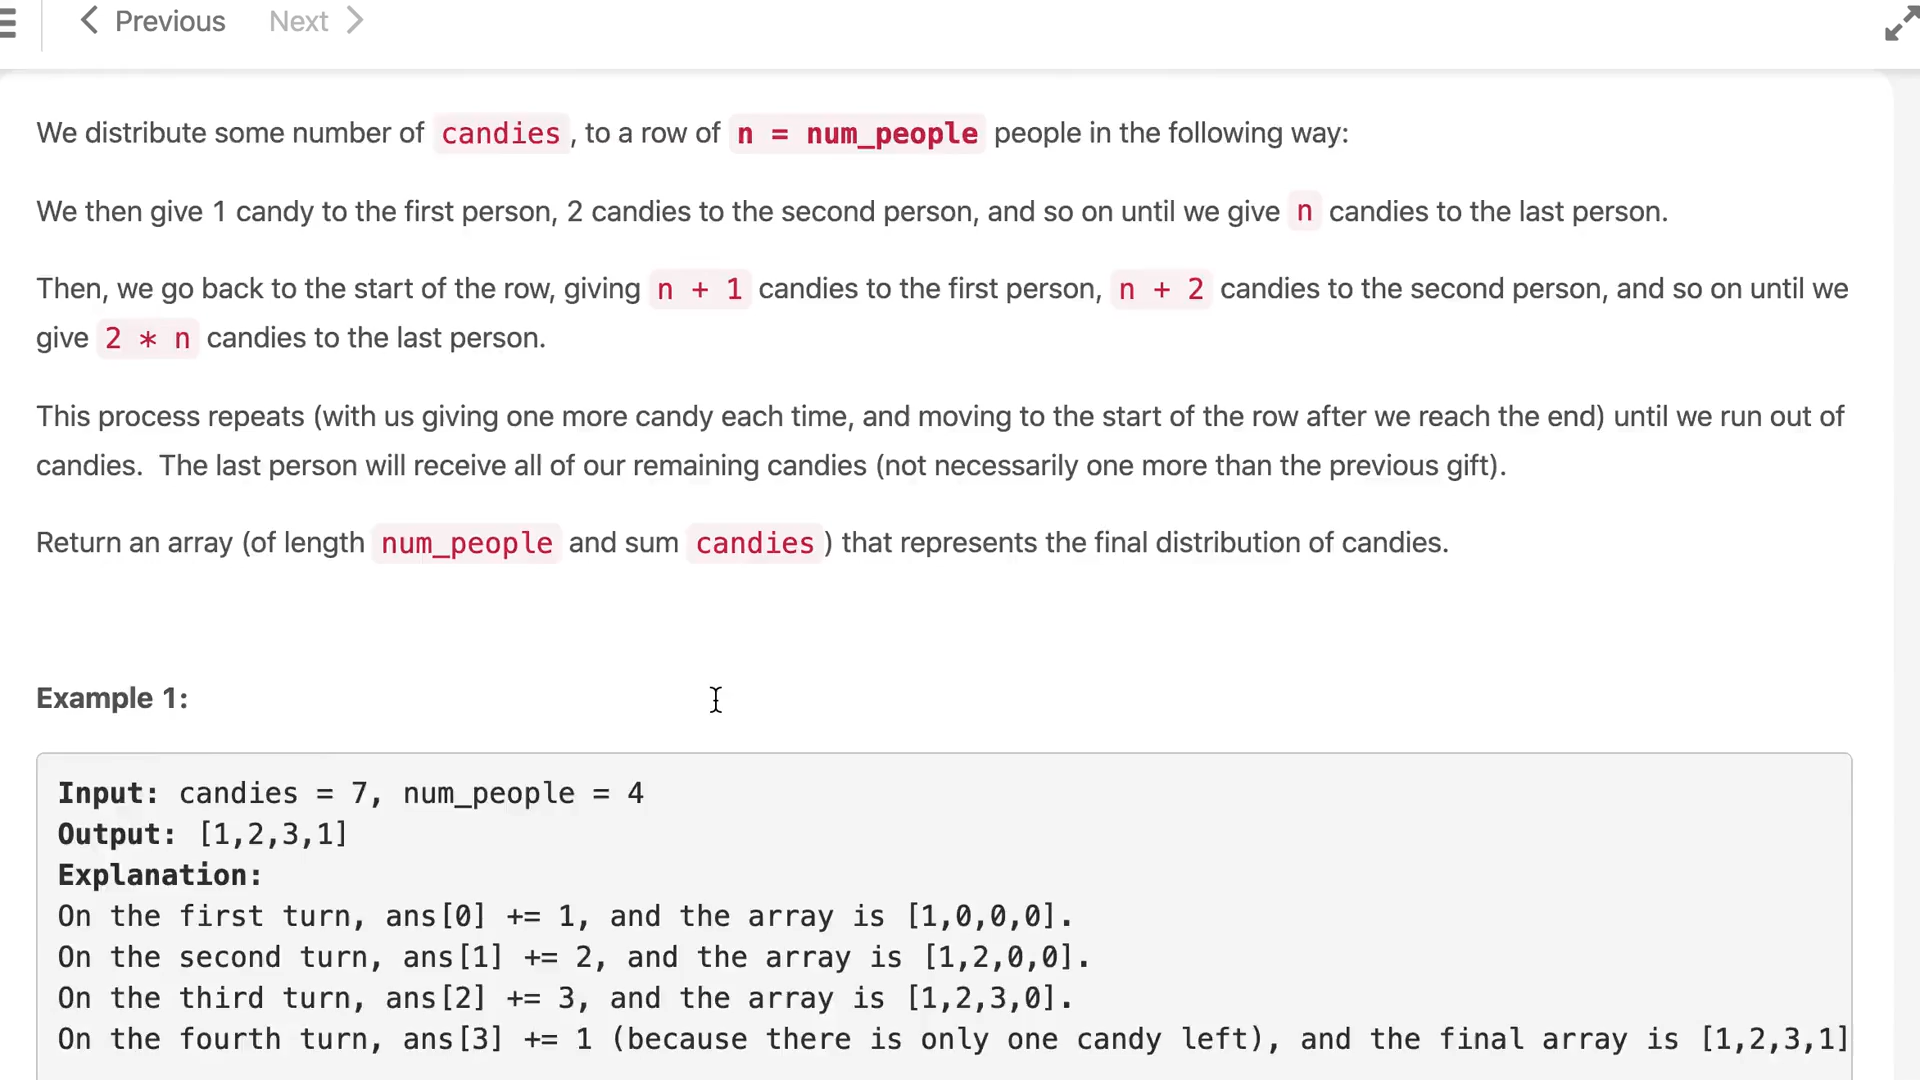 Previous Next
We distribute some number of candies, to a row of n = num_people people in the following way:
We then give 1 candy to the first person, 2 candies to the second person, and so on until we give n candies to the last person.
Then, we go back to the start of the row, giving n + 1 candies to the first person, n + 2 candies to the second person, and so on until we
give 2 * n candies to the last person.
This process repeats (with us giving one more candy each time, and moving to the start of the row after we reach the end) until we run out of
candies.  The last person will receive all of our remaining candies (not necessarily one more than the previous gift).
Return an array (of length num_people and sum candies) that represents the final distribution of candies.
Example 1:
Input: candies = 7, num_people = 4
Output: [1,2,3,1]
Explanation:
On the first turn, ans[0] += 1, and the array is [1,0,0,0].
On the second turn, ans[1] += 2, and the array is [1,2,0,0].
On the third turn, ans[2] += 3, and the array is [1,2,3,0].
On the fourth turn, ans[3] += 1 (because there is only one candy left), and the final array is [1,2,3,1]